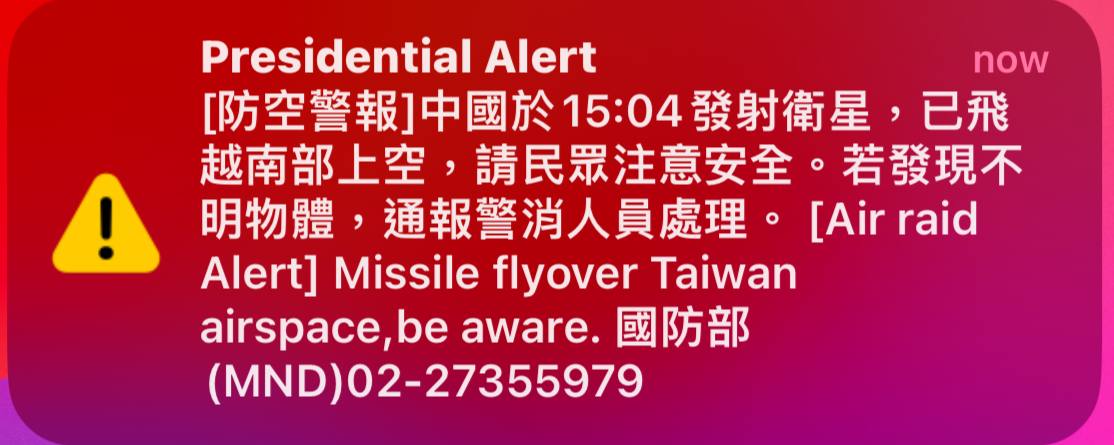 Presidential Alert
now
[防空警報]中國於15:04發射衛星，已飛
越南部上空，請民眾注意安全。若發現不
明物體，通報警消人員處理。 [Air raid
Alert] Missile flyover Taiwan
airspace,be aware. 國防部
(MND)02-27355979